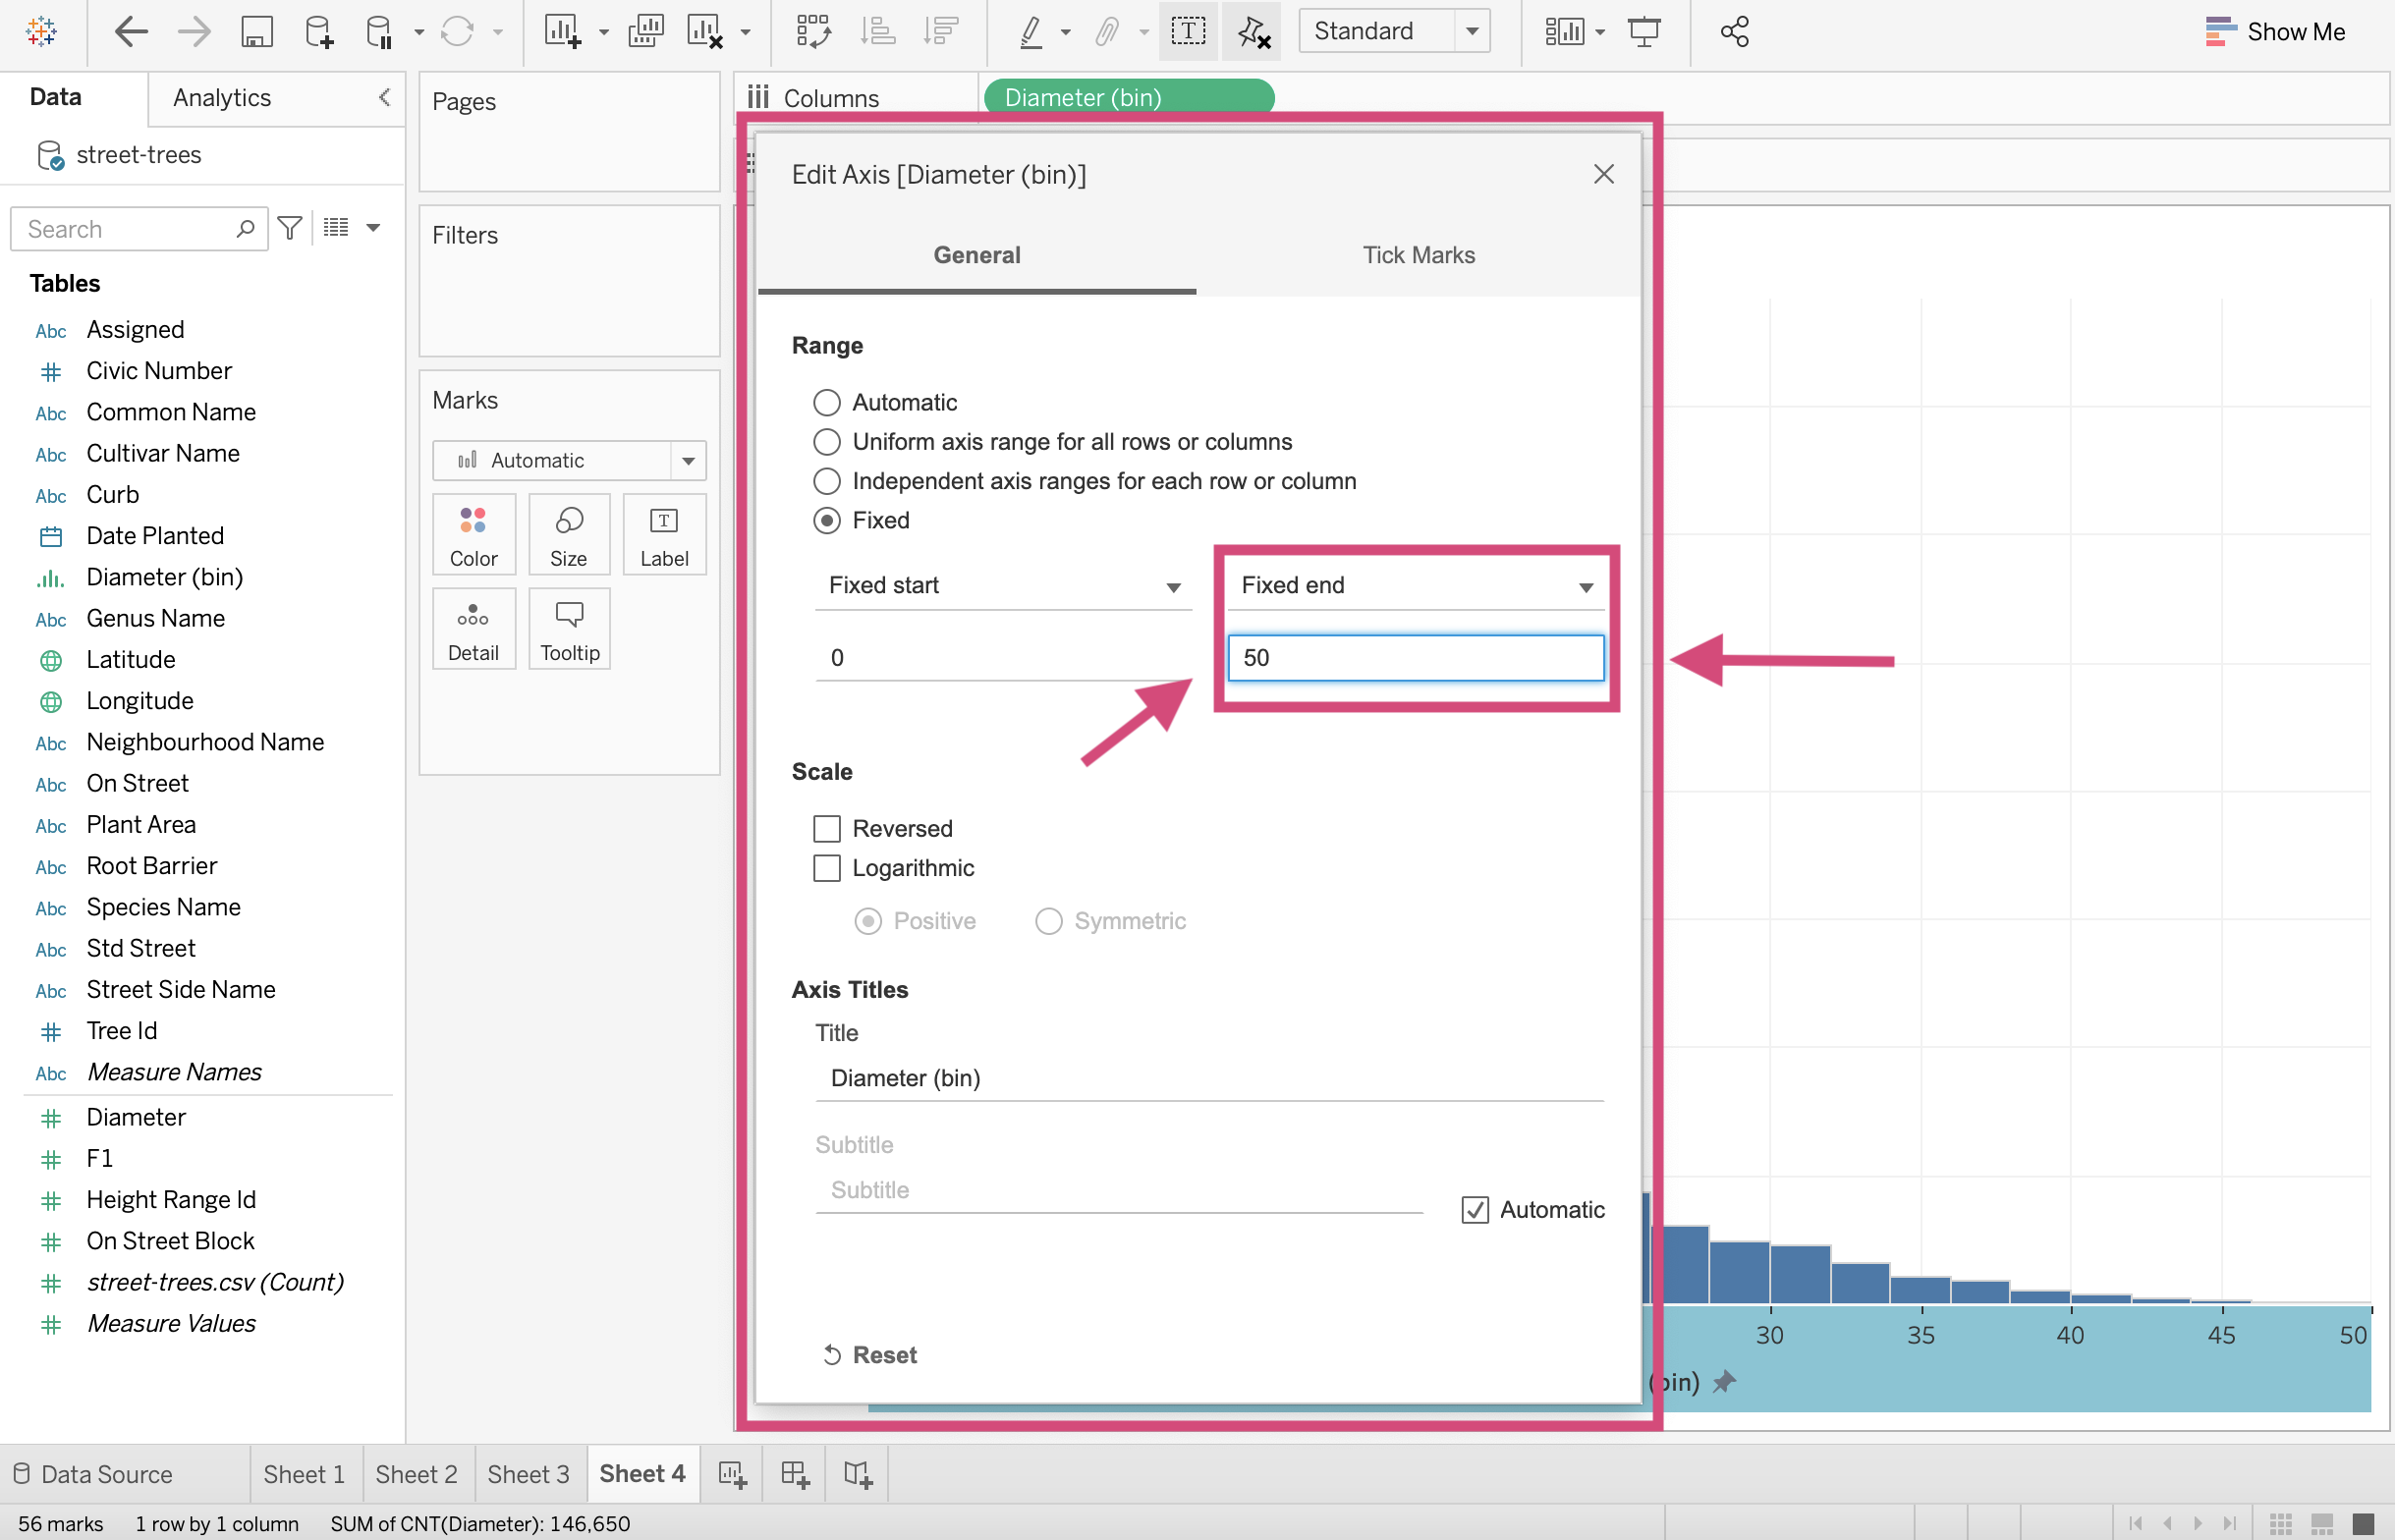 Standard
Show Me
Data
Analytics
street-trees
Search
Tables
Abc Assigned
Civic Number
Abc Common Name
Abc Cultivar Name
Abc Curb
Date Planted
Diameter (bin)
Abc Genus Name
Latitude
Longitude
Abc Neighbourhood Name
Abc On Street
Abc Plant Area
Abc Root Barrier
Abc Species Name
Abc Std Street
Abc Street Side Name
Tree Id
Abc Measure Names
Diameter
F1
Height Range Id
On Street Block
street-trees.csv (Count)
Measure Values
Pages
Filters
Marks
Automatic
Color
Size
T
Label
Detail
Tooltip
Columns
Diameter (bin)
Edit Axis [Diameter (bin)]
General
Tick Marks
Range
Automatic
Uniform axis range for all rows or columns
Independent axis ranges for each row or column
Fixed
Fixed start
Fixed end
0
50
Scale
Reversed
Logarithmic
Positive
Symmetric
Axis Titles
Title
Diameter (bin)
Subtitle
Subtitle
Automatic
Reset
30
35
40
45
50
(bin)
Data Source
Sheet 1
Sheet 2
Sheet 3
Sheet 4
56 marks
1 row by 1 column
SUM of CNT(Diameter): 146,650